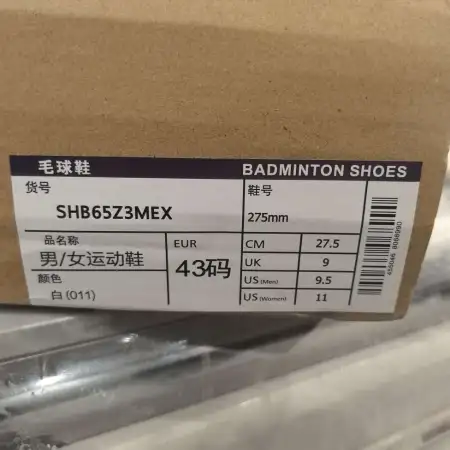 毛球鞋 BADMINTON SHOES
货号 鞋号
SHB65Z3MEX 275mm
品名称 EUR CM 27.5
男/女运动鞋 43码 UK 9
颜色 US (Men) 9.5
白 (011) US (Women) 11